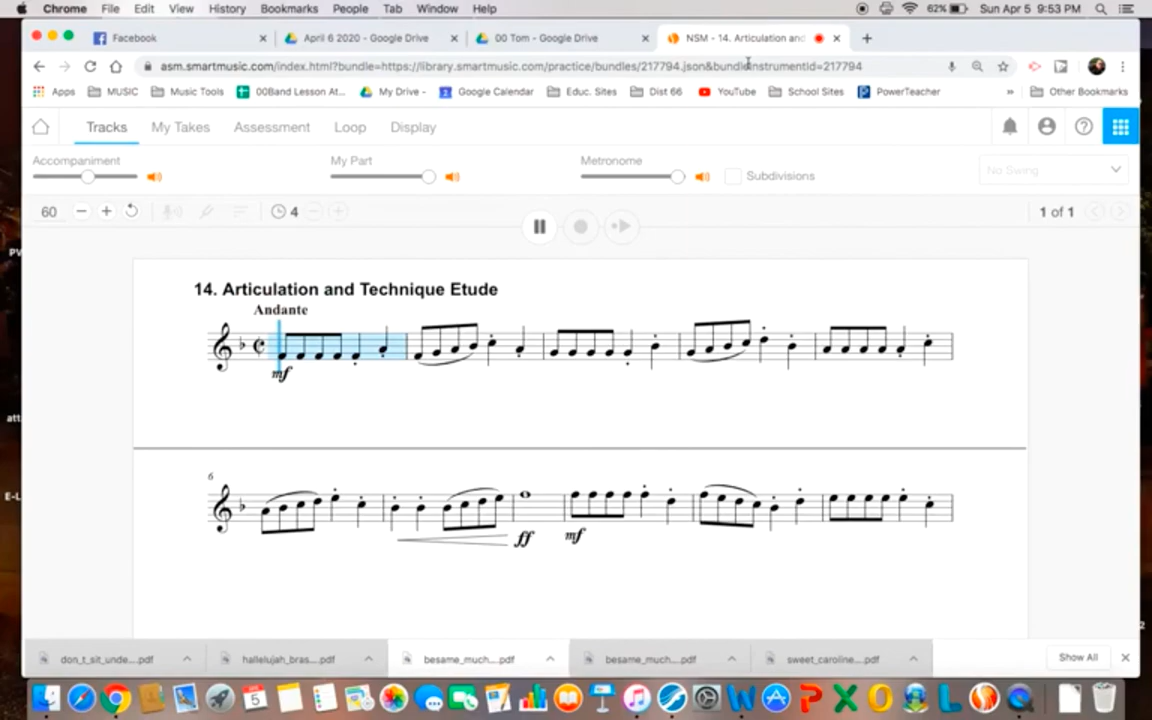 Chrome File Edit View History Bookmarks People Tab Window Help 62% Sun Apr 5 9:53 PM
Facebook April 6 2020 - Google Drive 00 Tom - Google Drive NSM - 14. Articulation and
asm.smartmusic.com/index.html?bundle=https://library.smartmusic.com/practice/bundles/217794.json&bundleInstrumentId=217794
Apps MUSIC Music Tools 00Band Lesson At... My Drive - Google Calendar Educ. Sites Dist 66 YouTube School Sites PowerTeacher » Other Bookmarks
Tracks My Takes Assessment Loop Display
Accompaniment My Part Metronome Subdivisions No Swing
60 4 1 of 1
14. Articulation and Technique Etude
Andante
mf
6
ff mf
don_t_sit_unde....pdf hallelujah_bras....pdf besame_much....pdf besame_much....pdf sweet_caroline....pdf Show All